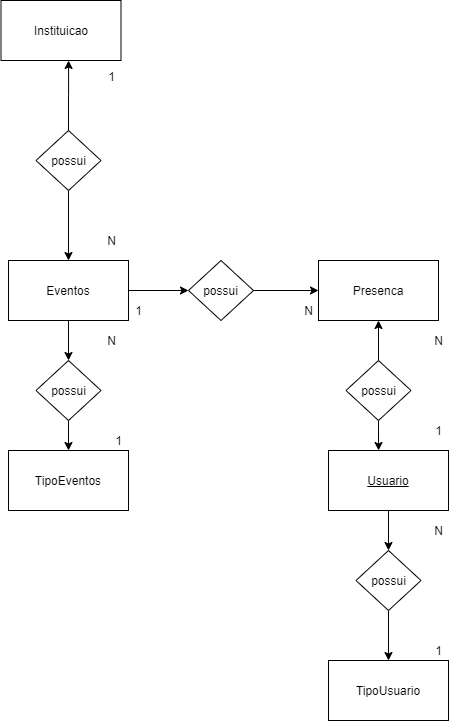 Instituicao
1
possui
N
Eventos
possui
Presenca
1
N
N
N
possui
possui
1
1
TipoEventos
Usuario
N
possui
1
TipoUsuario